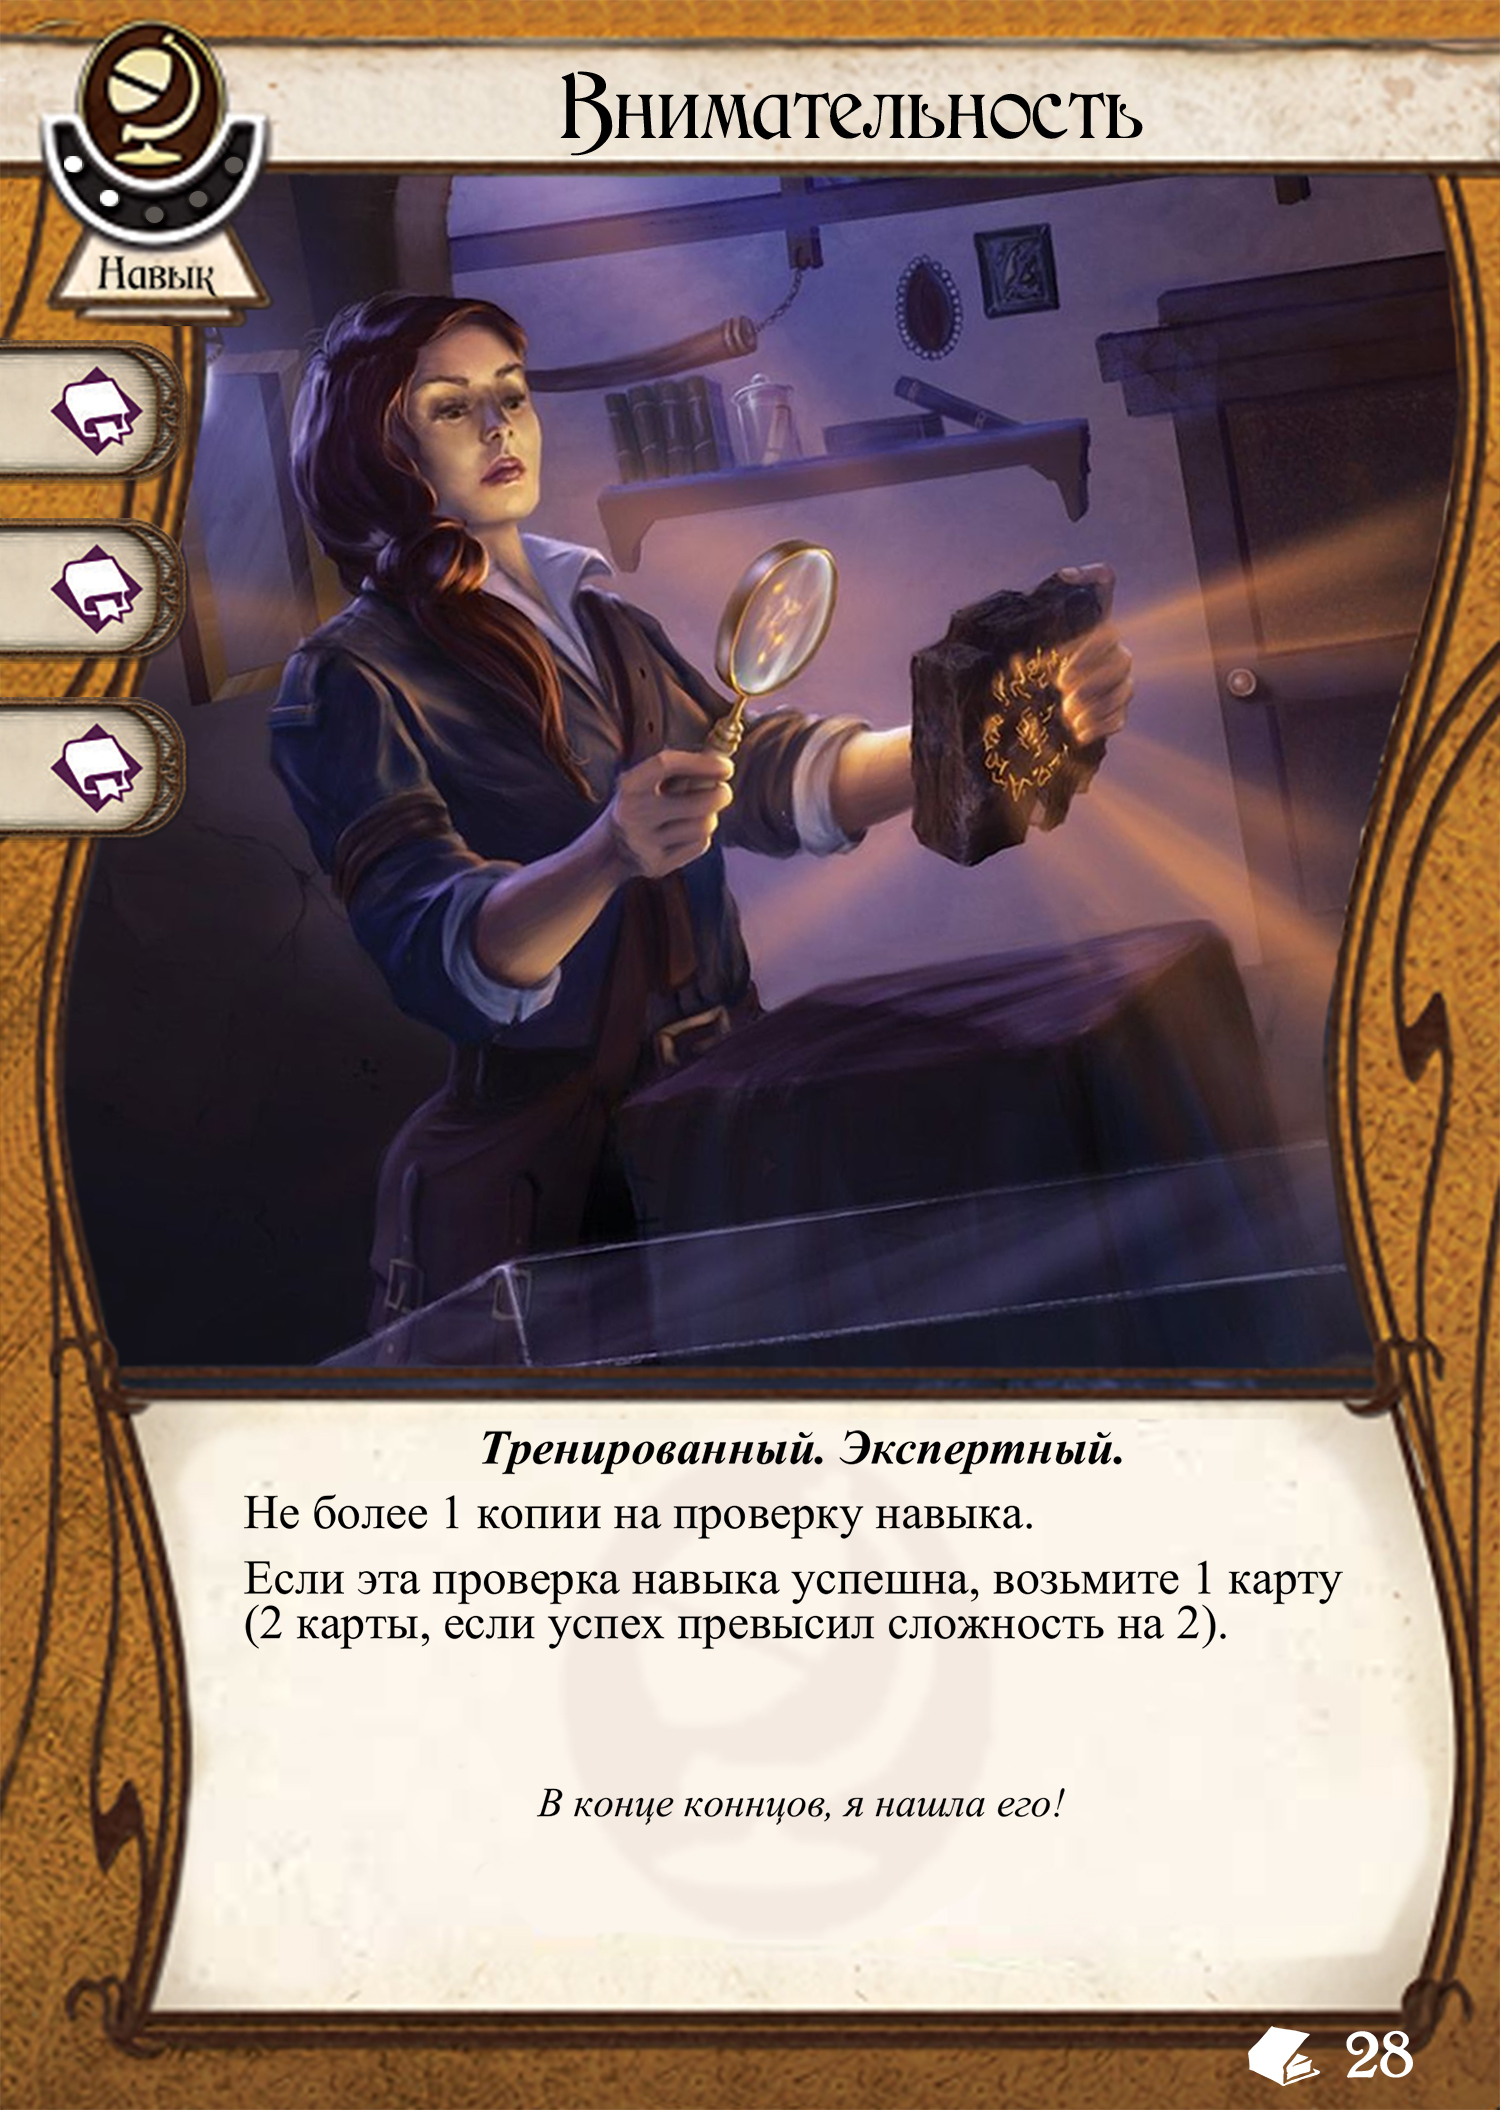 Внимательность
Навык
Тренированный. Экспертный.
Не более 1 копии на проверку навыка.
Если эта проверка навыка успешна, возьмите 1 карту
(2 карты, если успех превысил сложность на 2).
В конце коннцов, я нашла его!
28